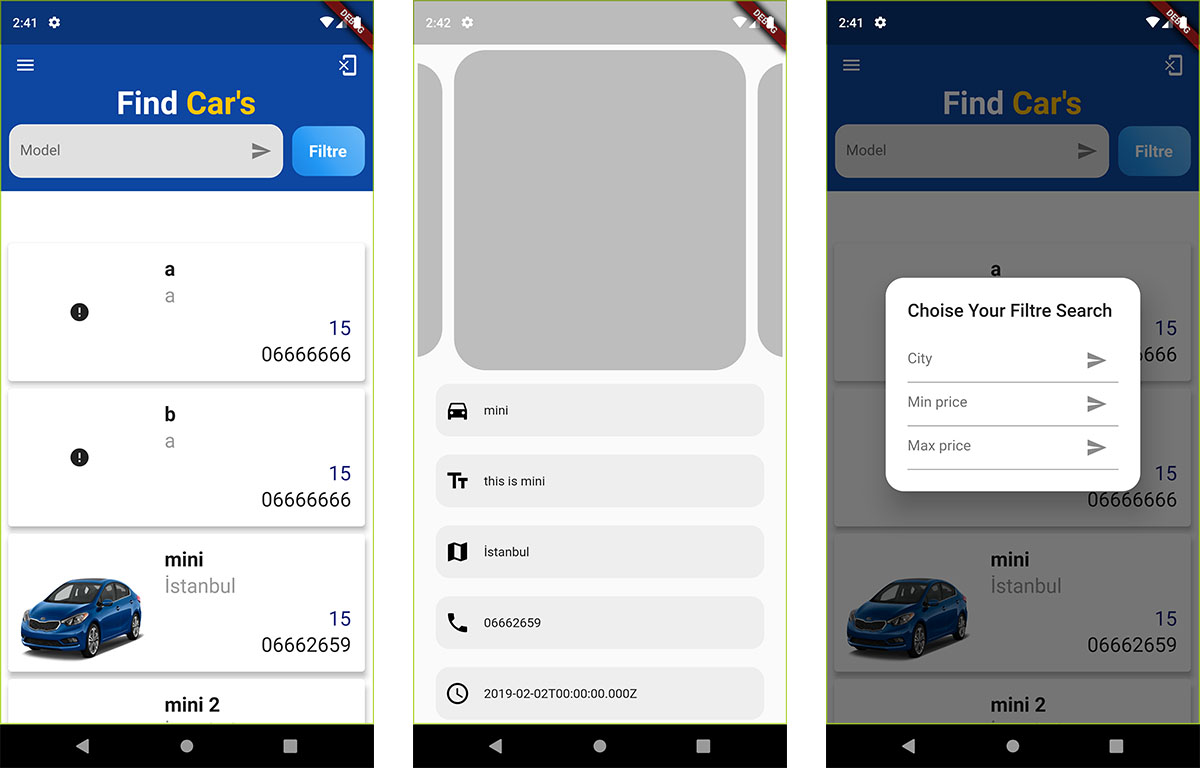 2:41
DEBUG
Find Car's
Model
Filtre
a
a
15
06666666
b
a
15
06666666
mini
İstanbul
15
06662659
mini 2
2:42
DEBUG
mini
this is mini
İstanbul
06662659
2019-02-02T00:00:00.000Z
2:41
DEBUG
Find Car's
Model
Filtre
a
15
Choise Your Filtre Search
City
Min price
Max price
15
06666666
mini
İstanbul
15
06662659
mini 2